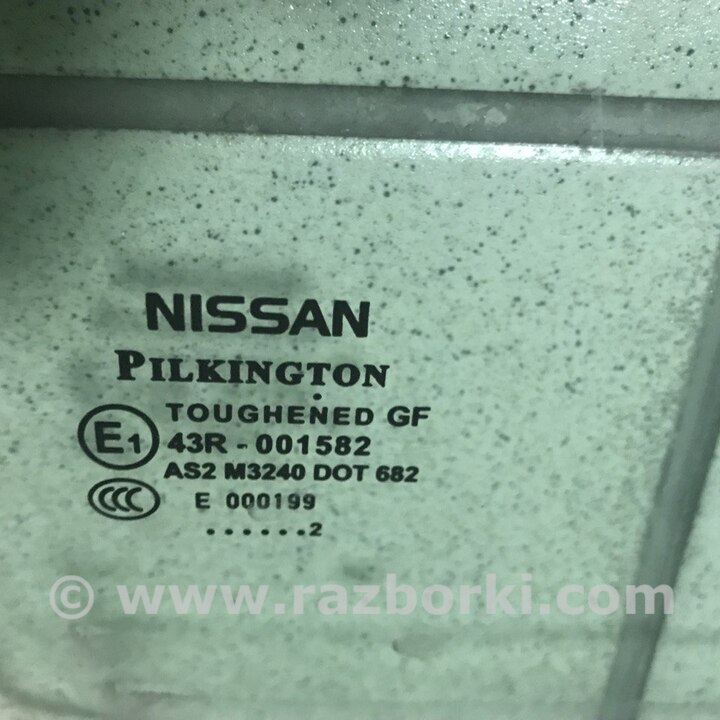 NISSAN
PILKINGTON
TOUGHENED GF
E1 43R - 001582
AS2 M3240 DOT 682
CCC E 000199
......2
© www.razborki.com